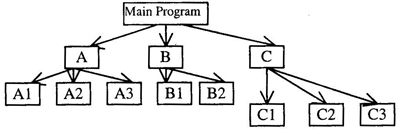 Main Program
A B C
A1 A2 A3 B1 B2
C1 C2 C3